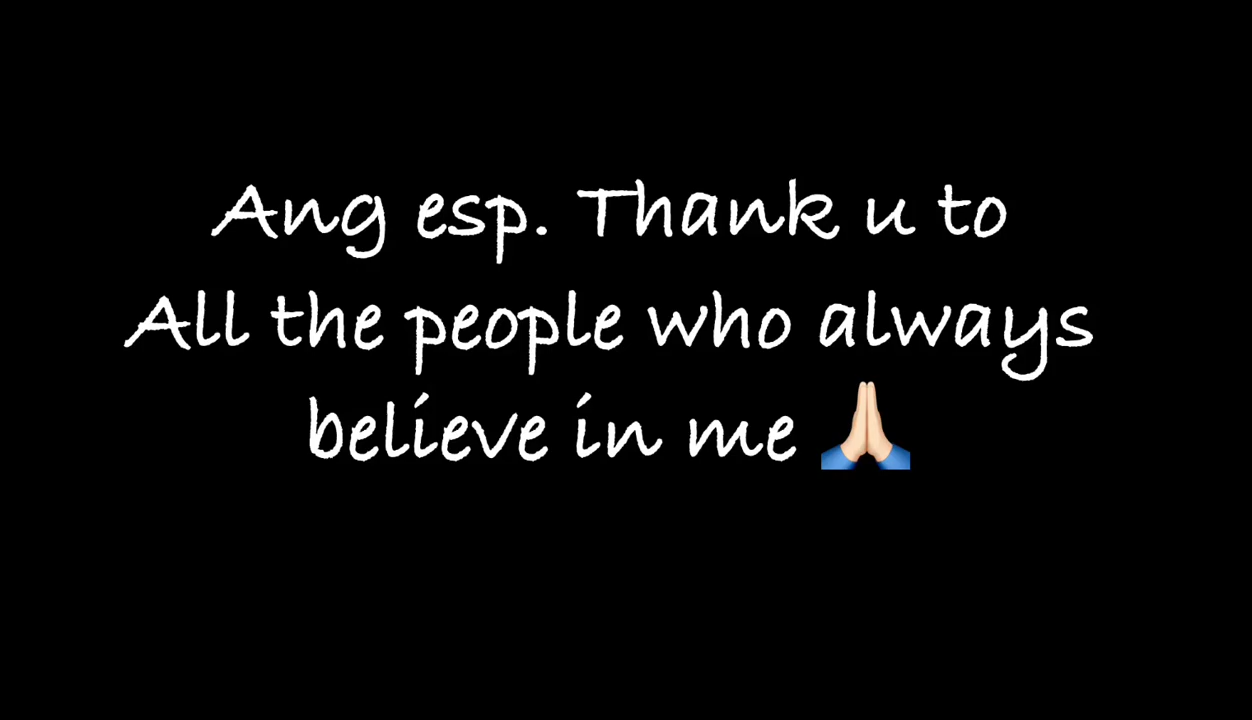 Ang esp. Thank u to
All the people who always
believe in me 🙏🏻